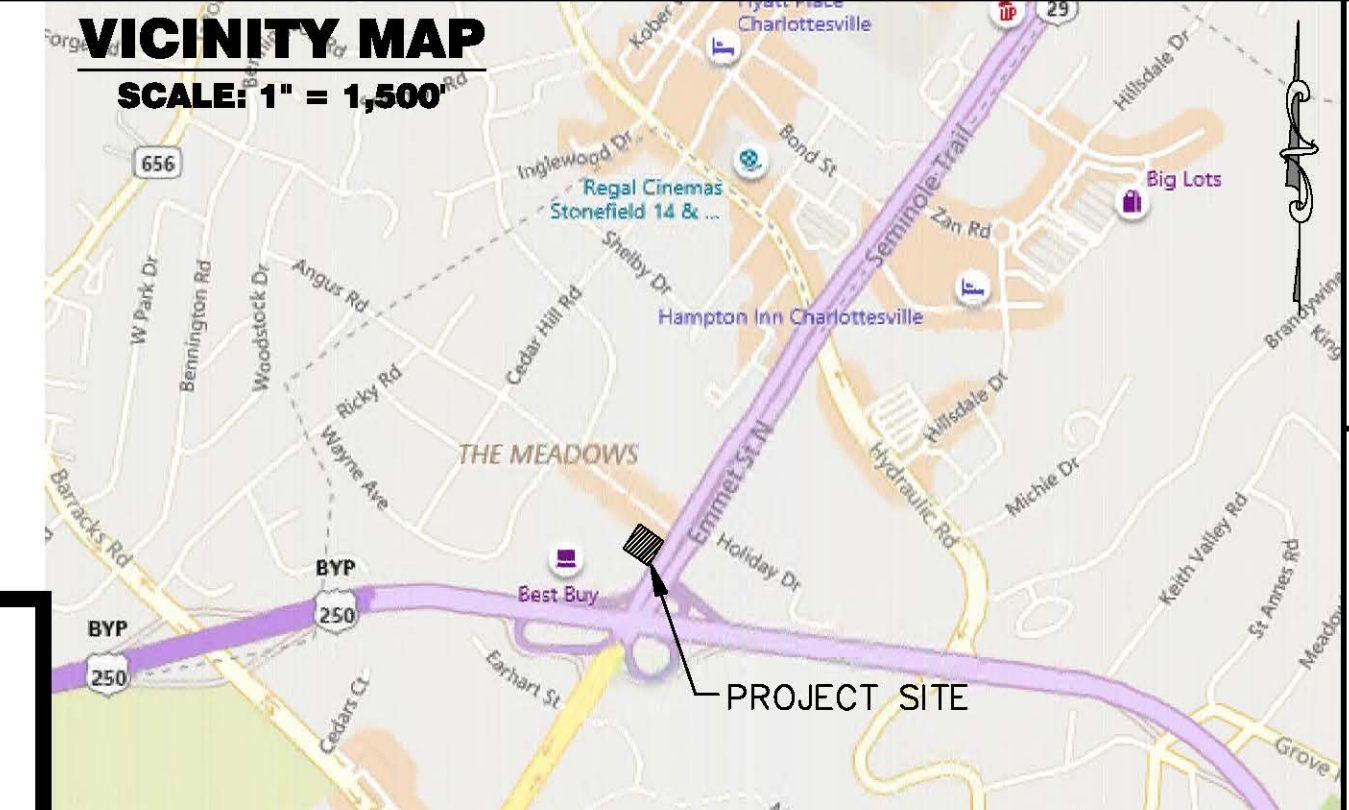 VICINITY MAP
SCALE: 1" = 1,500'
Hyatt Place
Charlottesville
29
Hillsdale Dr
656
Inglewood Dr
Bond St
Regal Cinemas
Stonefield 14 & ...
Big Lots
Seminole Trail
Zan Rd
Shelby Dr
W Park Dr
Bennington Rd
Woodstock Dr
Angus Rd
Cedar Hill Rd
Hampton Inn Charlottesville
Ricky Rd
Wayne Ave
Hillsdale Dr
THE MEADOWS
Emmet St N
Hydraulic Rd
Michie Dr
Barracks Rd
Holiday Dr
Keith Valley Rd
St Annes Rd
BYP
250
Best Buy
BYP
250
Earhart St
Cedars Ct
PROJECT SITE